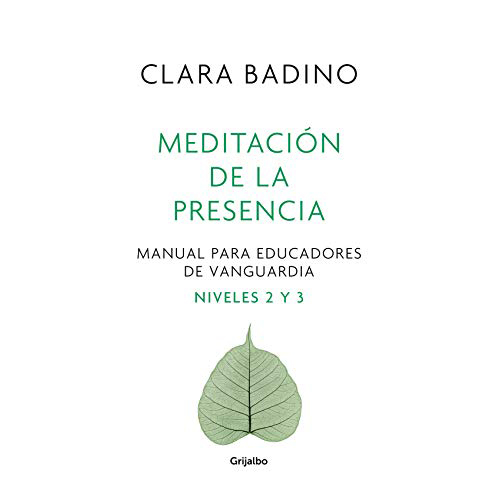 CLARA BADINO
MEDITACIÓN
DE LA
PRESENCIA
MANUAL PARA EDUCADORES
DE VANGUARDIA
NIVELES 2 Y 3
Grijalbo